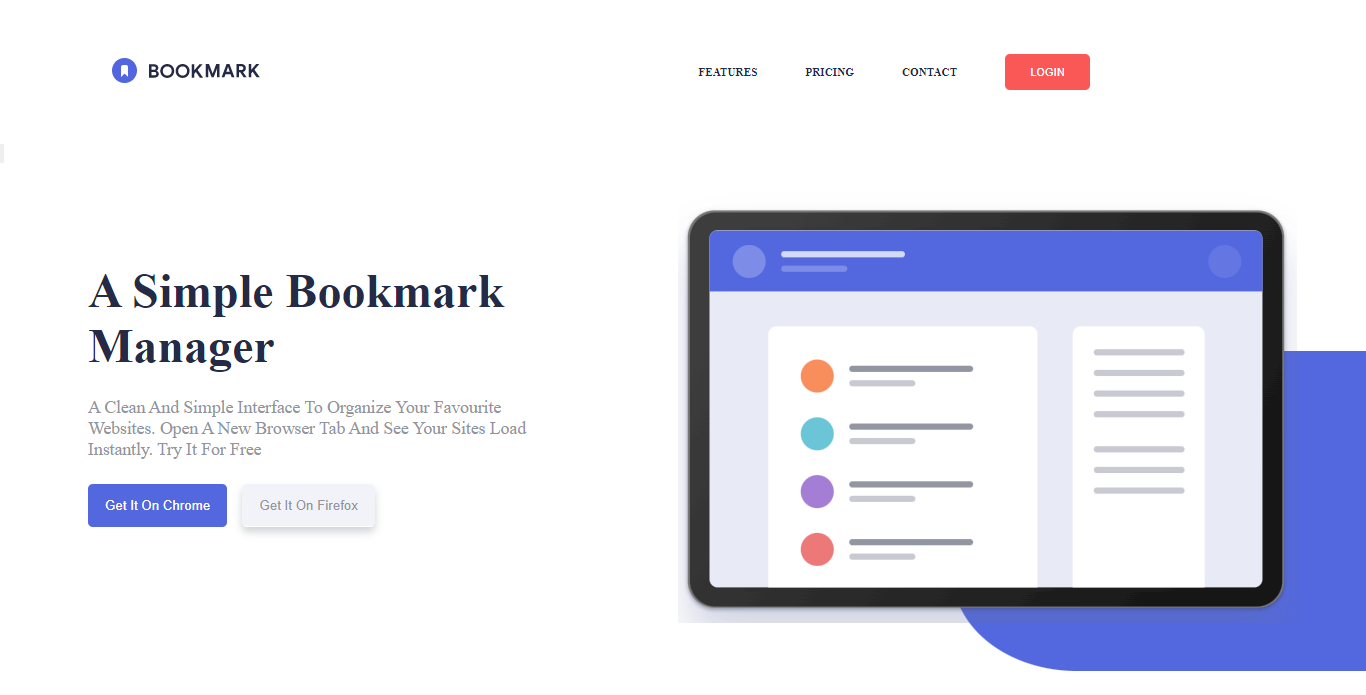 BOOKMARK
FEATURES PRICING CONTACT LOGIN
A Simple Bookmark
Manager
A Clean And Simple Interface To Organize Your Favourite
Websites. Open A New Browser Tab And See Your Sites Load
Instantly. Try It For Free
Get It On Chrome Get It On Firefox